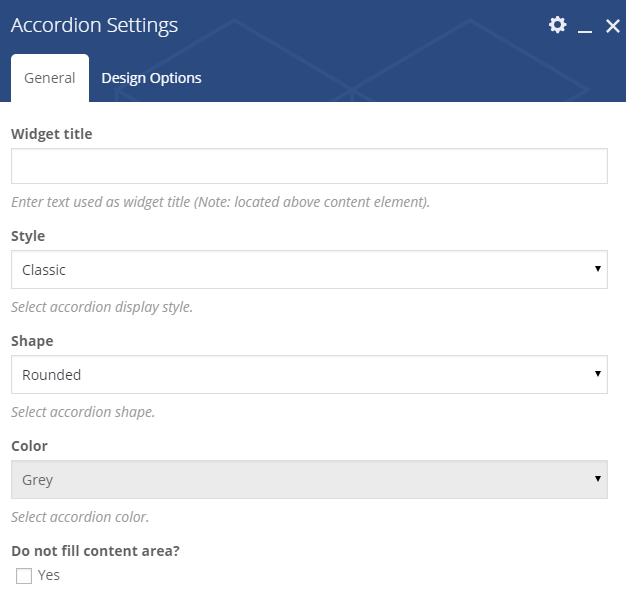 Accordion Settings
General
Design Options
Widget title
Enter text used as widget title (Note: located above content element).
Style
Classic
Select accordion display style.
Shape
Rounded
Select accordion shape.
Color
Grey
Select accordion color.
Do not fill content area?
Yes